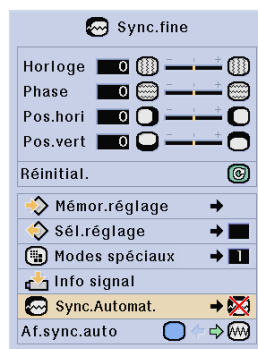 Sync.fine
Horloge 0
Phase 0
Pos.hori 0
Pos.vert 0
Réinitial.
Mémor.réglage
Sél.réglage
Modes spéciaux 1
Info signal
Sync.Automat.
Af.sync.auto